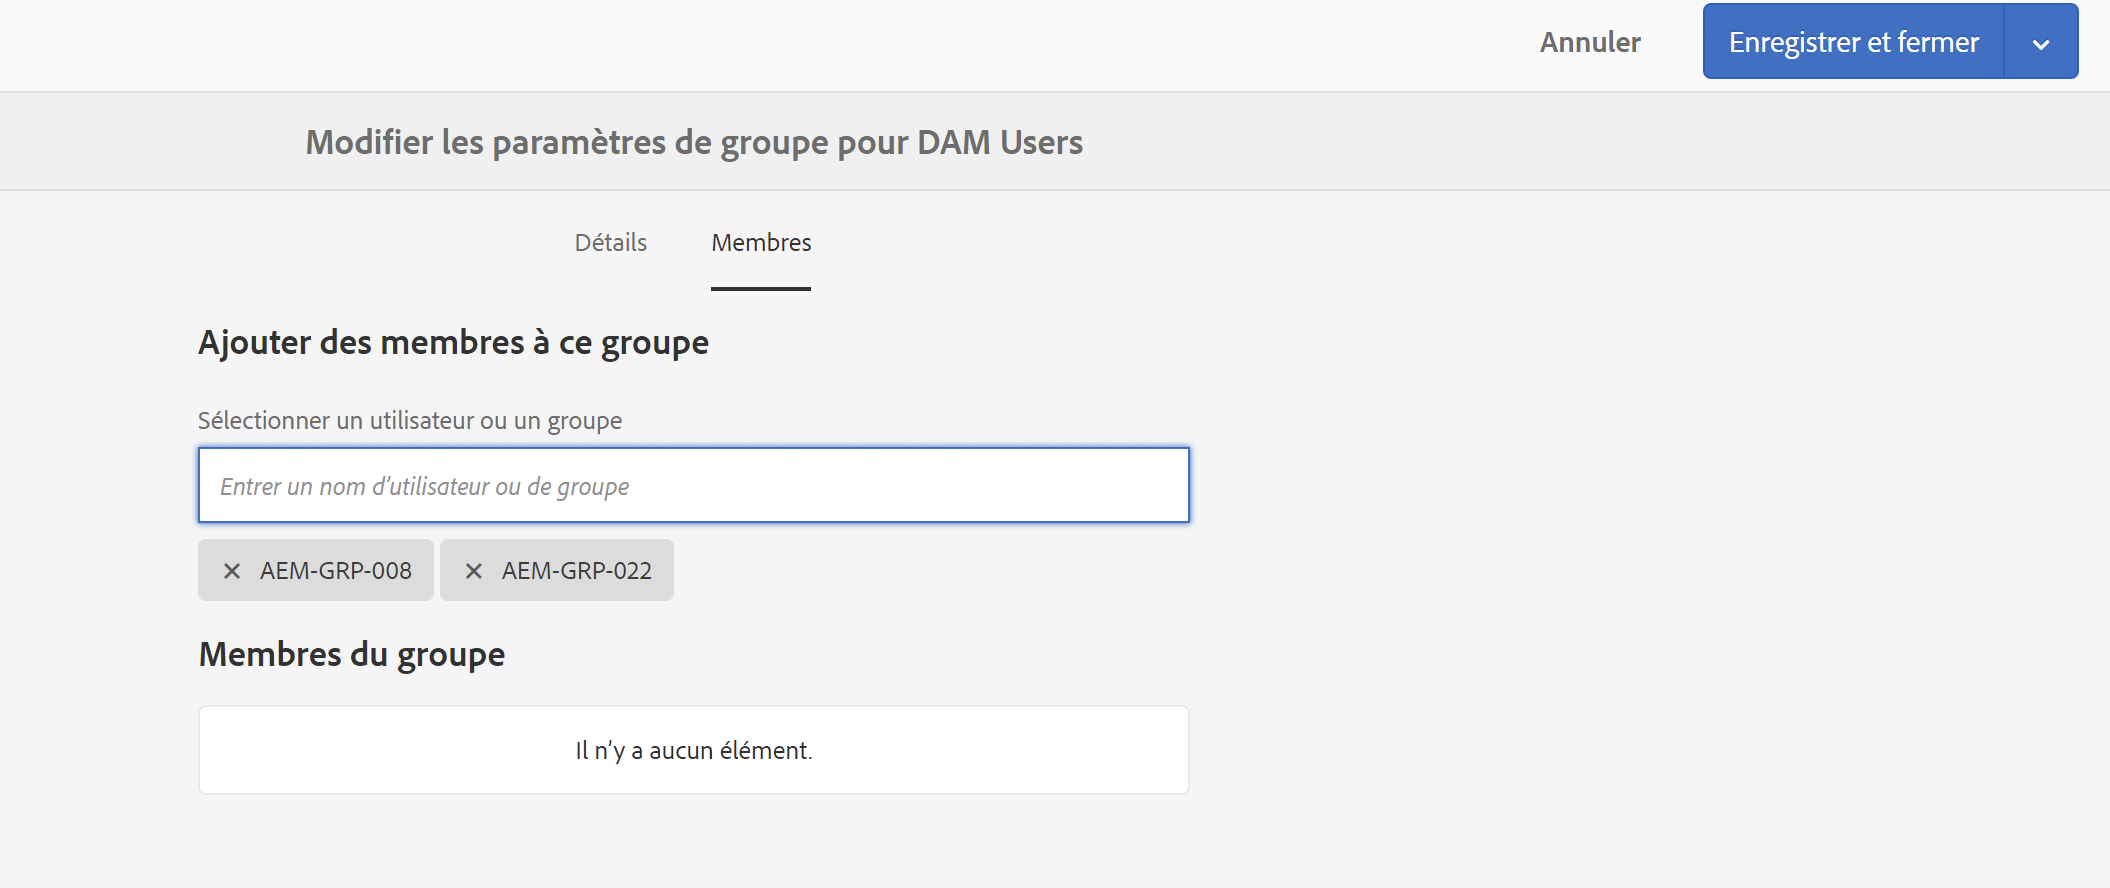 Annuler
Enregistrer et fermer
Modifier les paramètres de groupe pour DAM Users
Détails
Membres
Ajouter des membres à ce groupe
Sélectionner un utilisateur ou un groupe
Entrer un nom d’utilisateur ou de groupe
AEM-GRP-008
AEM-GRP-022
Membres du groupe
Il n’y a aucun élément.